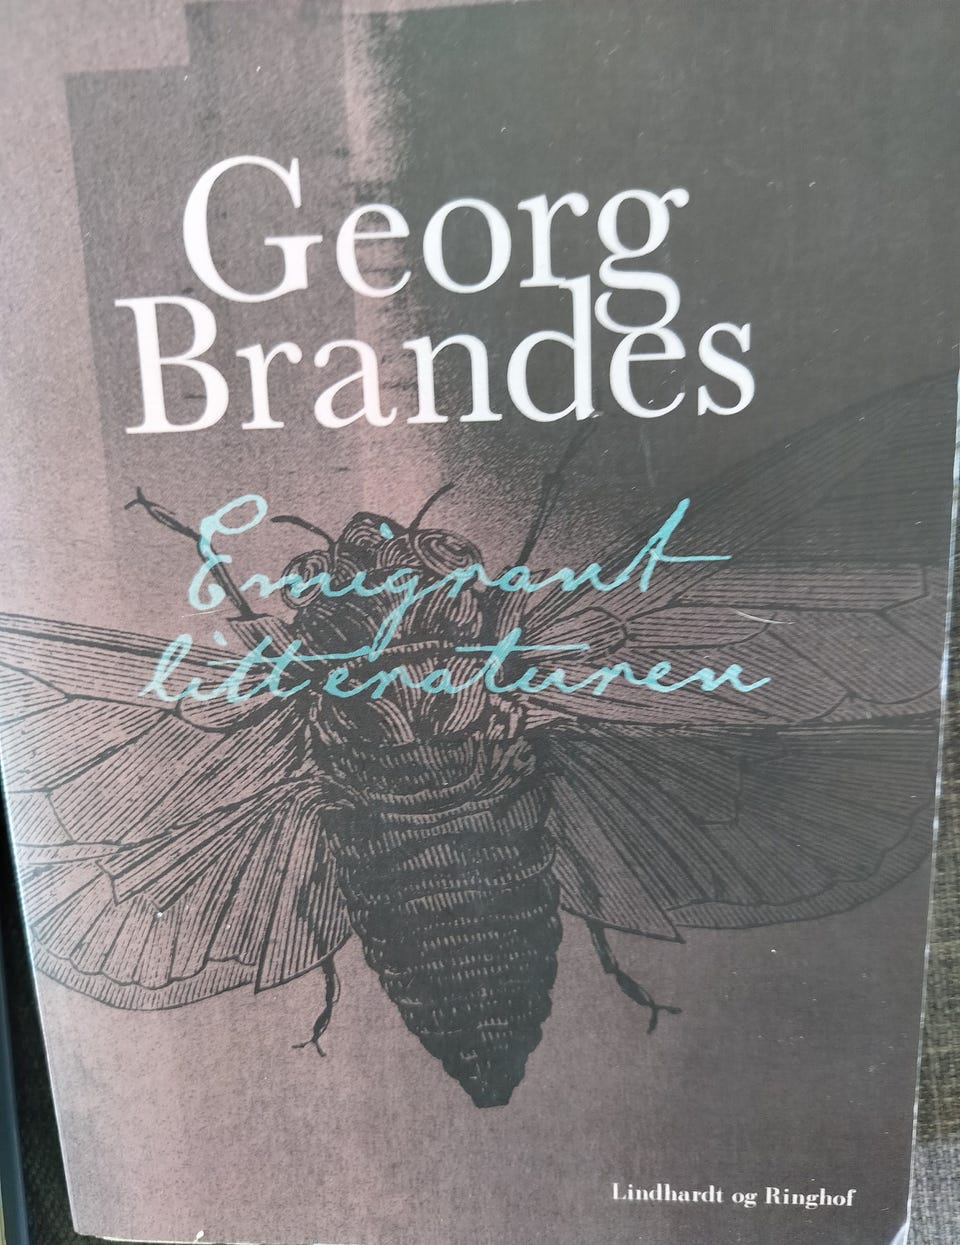 Georg
Brandes
Emigrant
litteraturen
Lindhardt og Ringhof